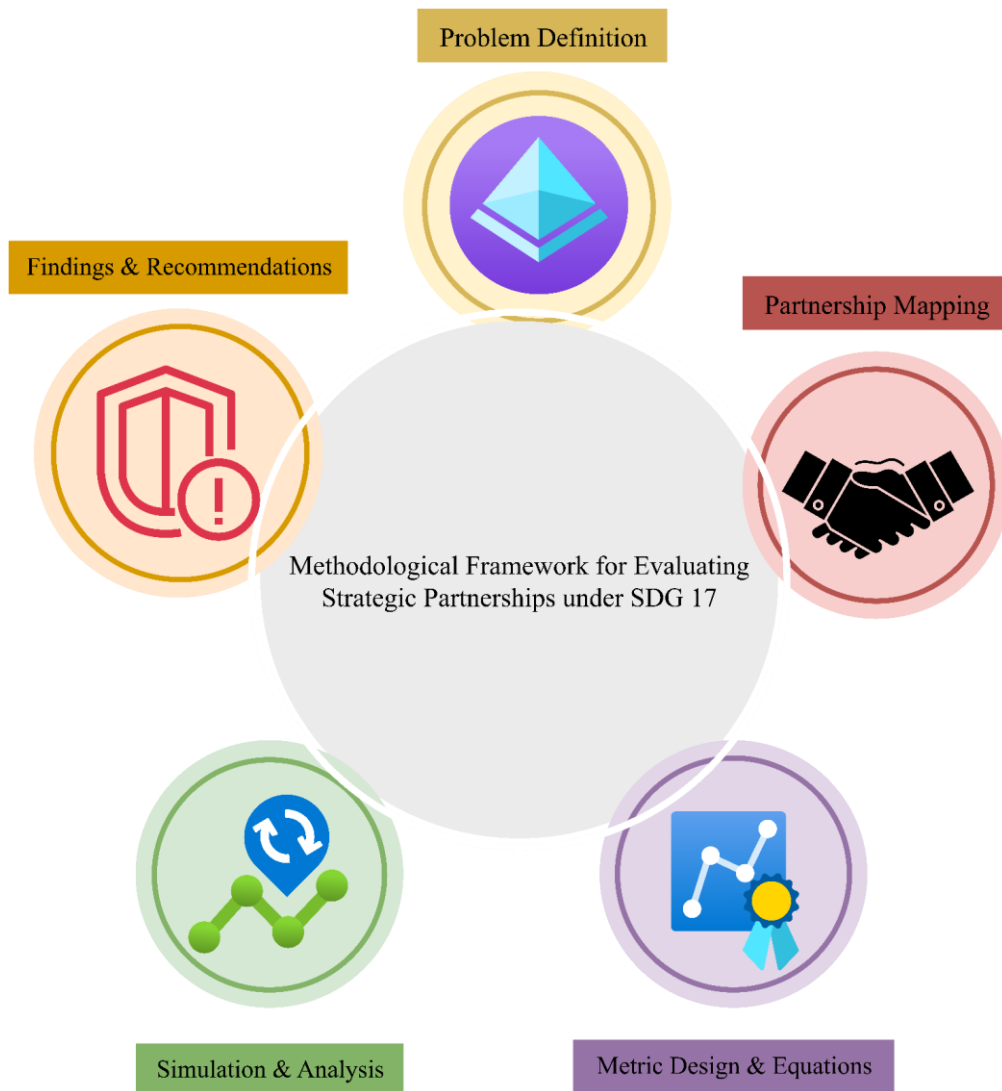 Problem Definition
Findings & Recommendations
Partnership Mapping
Methodological Framework for Evaluating
Strategic Partnerships under SDG 17
Simulation & Analysis
Metric Design & Equations